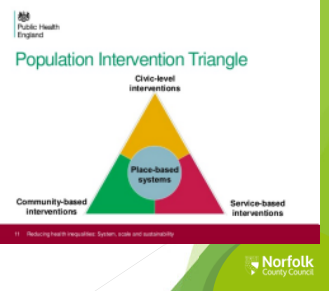 Public Health
England
Population Intervention Triangle
Civic-level
interventions
Place-based
systems
Community-based
interventions
Service-based
interventions
11 Reducing health inequalities: System, scale and sustainability
Norfolk
County Council